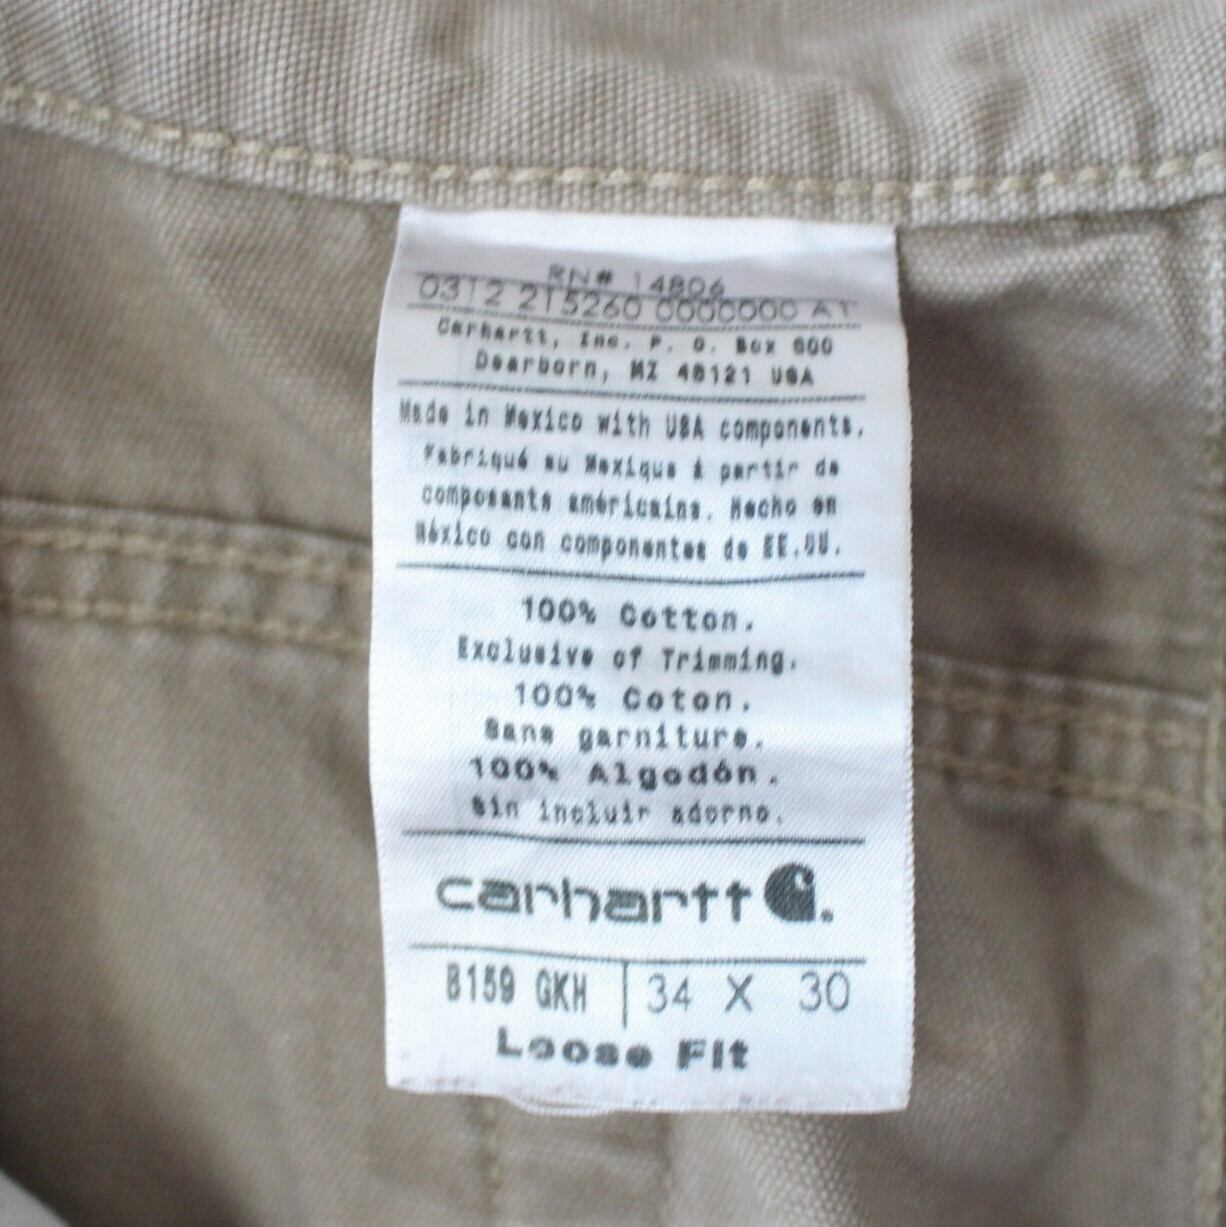 RN# 14806
0312 215260 0000000 AT
Carhartt, Inc. P. O. Box 600
Dearborn, MI 48121 USA
Made in Mexico with USA components.
Fabriqué au Mexique à partir de
composants américains. Hecho en
México con componentes de EE.UU.
100% Cotton.
Exclusive of Trimming.
100% Coton.
Sans garniture.
100% Algodón.
Sin incluir adorno.
carhartt
B159 GKH | 34 X 30
Loose Fit